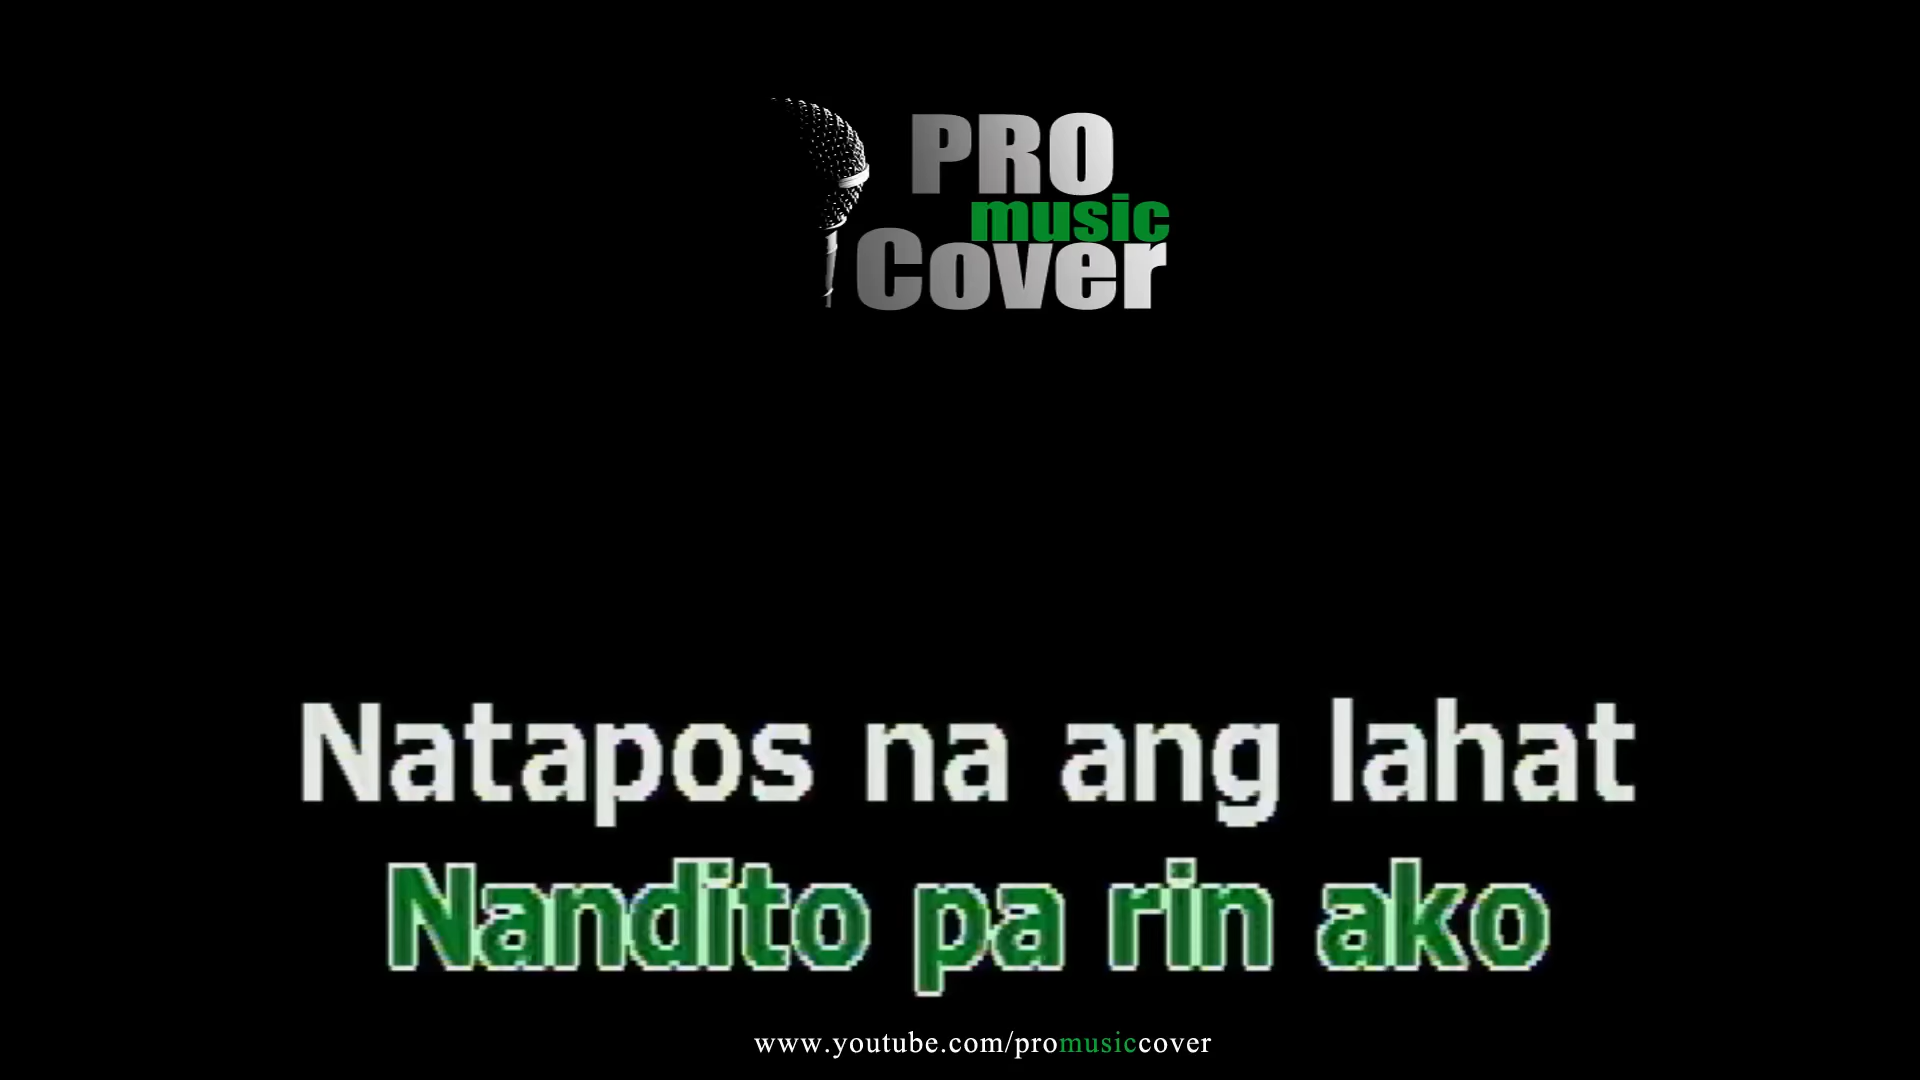 PRO
music
Cover
Natapos na ang lahat
Nandito pa rin ako
www.youtube.com/promusiccover